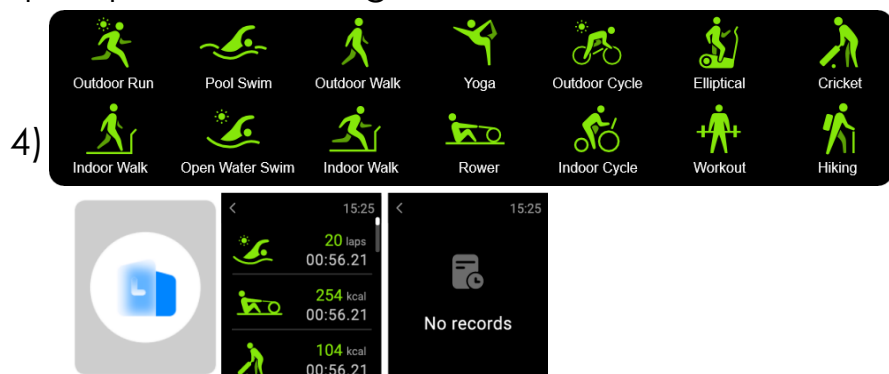 Outdoor Run Pool Swim Outdoor Walk Yoga Outdoor Cycle Elliptical Cricket
4)
Indoor Walk Open Water Swim Indoor Walk Rower Indoor Cycle Workout Hiking
< 15:25
20 laps
00:56.21
254 kcal
00:56.21
104 kcal
00:56.21
< 15:25
No records